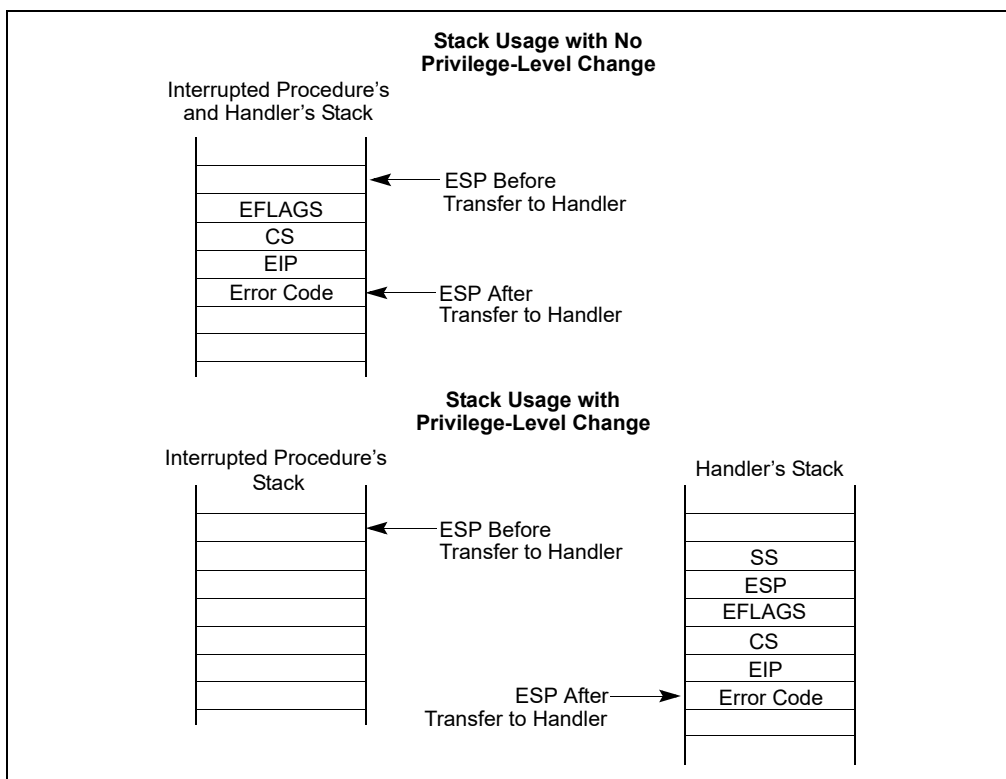 Stack Usage with No
Privilege-Level Change
Interrupted Procedure’s
and Handler’s Stack
ESP Before
Transfer to Handler
EFLAGS
CS
EIP
Error Code
ESP After
Transfer to Handler
Stack Usage with
Privilege-Level Change
Interrupted Procedure’s
Stack
Handler’s Stack
ESP Before
Transfer to Handler
SS
ESP
EFLAGS
CS
EIP
ESP After
Transfer to Handler
Error Code